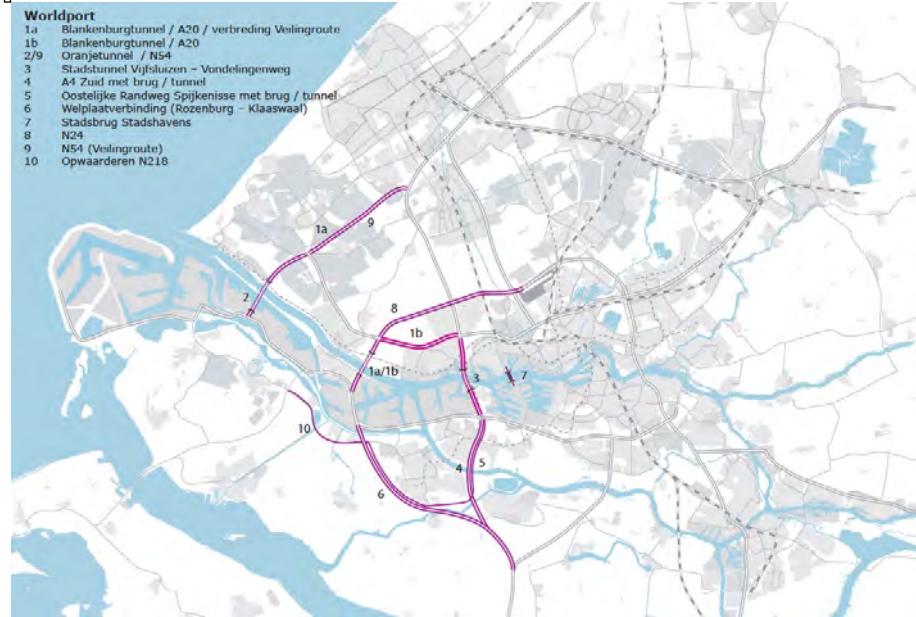 Worldport
1a Blankenburgtunnel / A20 / verbreding Veilingroute
1b Blankenburgtunnel / A20
2/9 Oranjetunnel / N54
3 Stadstunnel Vijfsluizen – Vondelingenweg
4 A4 Zuid met brug / tunnel
5 Oostelijke Randweg Spijkenisse met brug / tunnel
6 Welplaatverbinding (Rozenburg – Klaaswaal)
7 Stadsbrug Stadshavens
8 N24
9 N54 (Veilingroute)
10 Opwaarderen N218
1a
9
2
8
1b
1a/1b
3
7
10
4
5
6